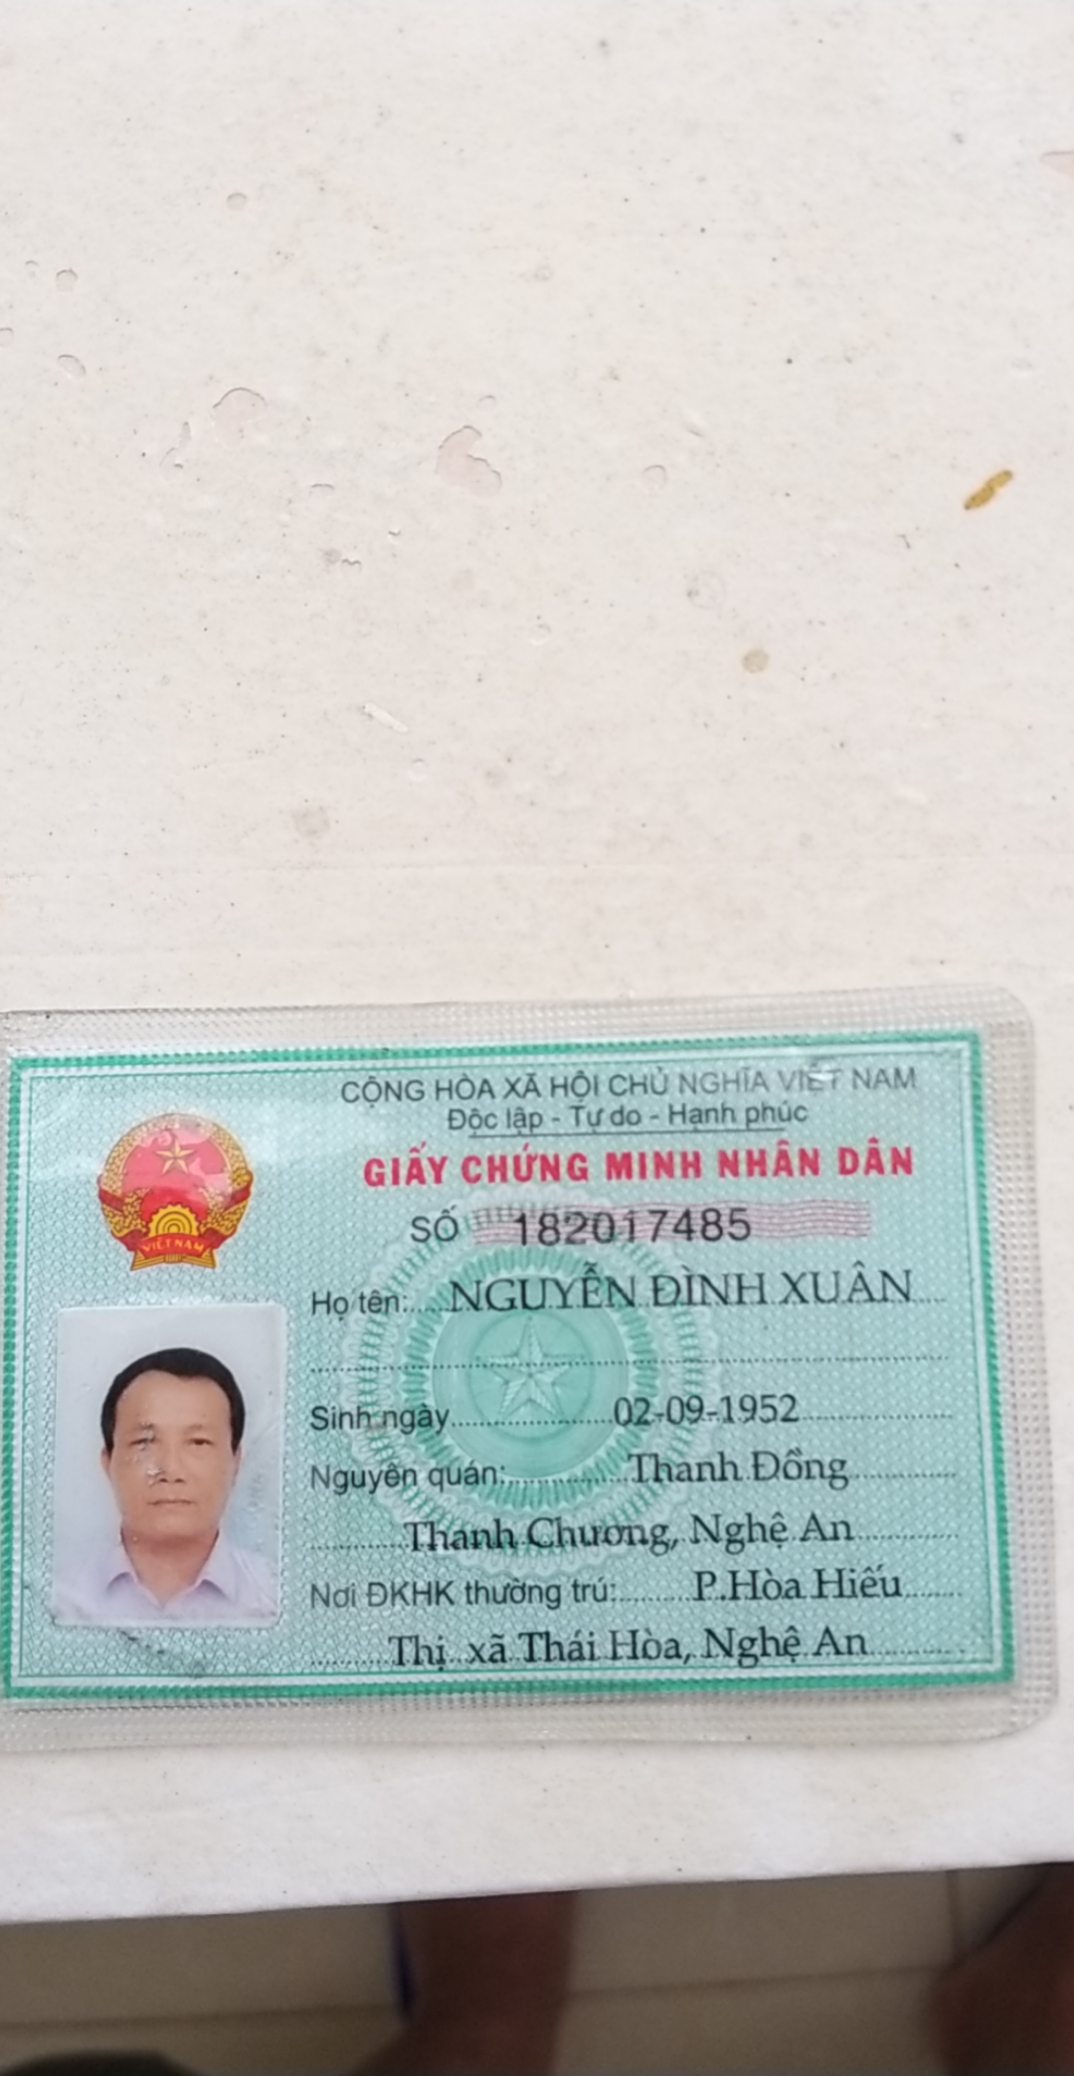 CỘNG HÒA XÃ HỘI CHỦ NGHĨA VIỆT NAM
Độc lập - Tự do - Hạnh phúc
GIẤY CHỨNG MINH NHÂN DÂN
SỐ 182017485
VIỆT NAM
Họ tên: NGUYỄN ĐÌNH XUÂN
Sinh ngày 02-09-1952
Nguyên quán: Thanh Đồng
Thanh Chương, Nghệ An
Nơi ĐKHK thường trú: P.Hòa Hiếu
Thị xã Thái Hòa, Nghệ An